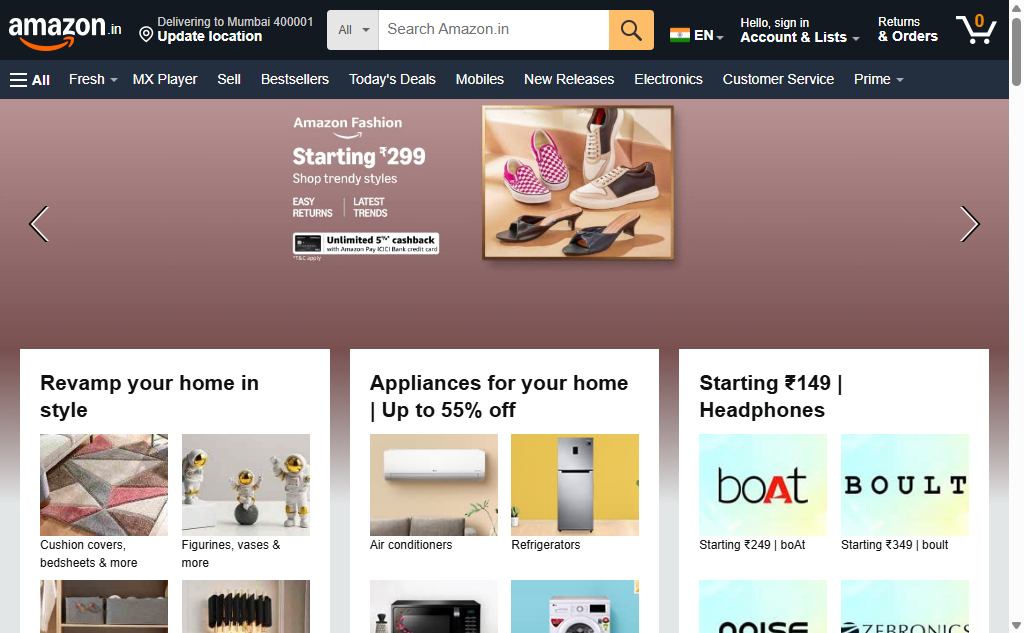 amazon.in
Delivering to Mumbai 400001
Update location
All
Search Amazon.in
EN
Hello, sign in
Account & Lists
Returns
& Orders
0
All
Fresh
MX Player
Sell
Bestsellers
Today's Deals
Mobiles
New Releases
Electronics
Customer Service
Prime
Amazon Fashion
Starting ₹299
Shop trendy styles
EASY
RETURNS
LATEST
TRENDS
Unlimited 5%* cashback
with Amazon Pay ICICI Bank credit card
*T&C apply
Revamp your home in
style
Cushion covers,
bedsheets & more
Figurines, vases &
more
Appliances for your home
| Up to 55% off
Air conditioners
Refrigerators
Starting ₹149 |
Headphones
boAt
BOULT
Starting ₹249 | boAt
Starting ₹349 | boult
noise
ZEBRONICS